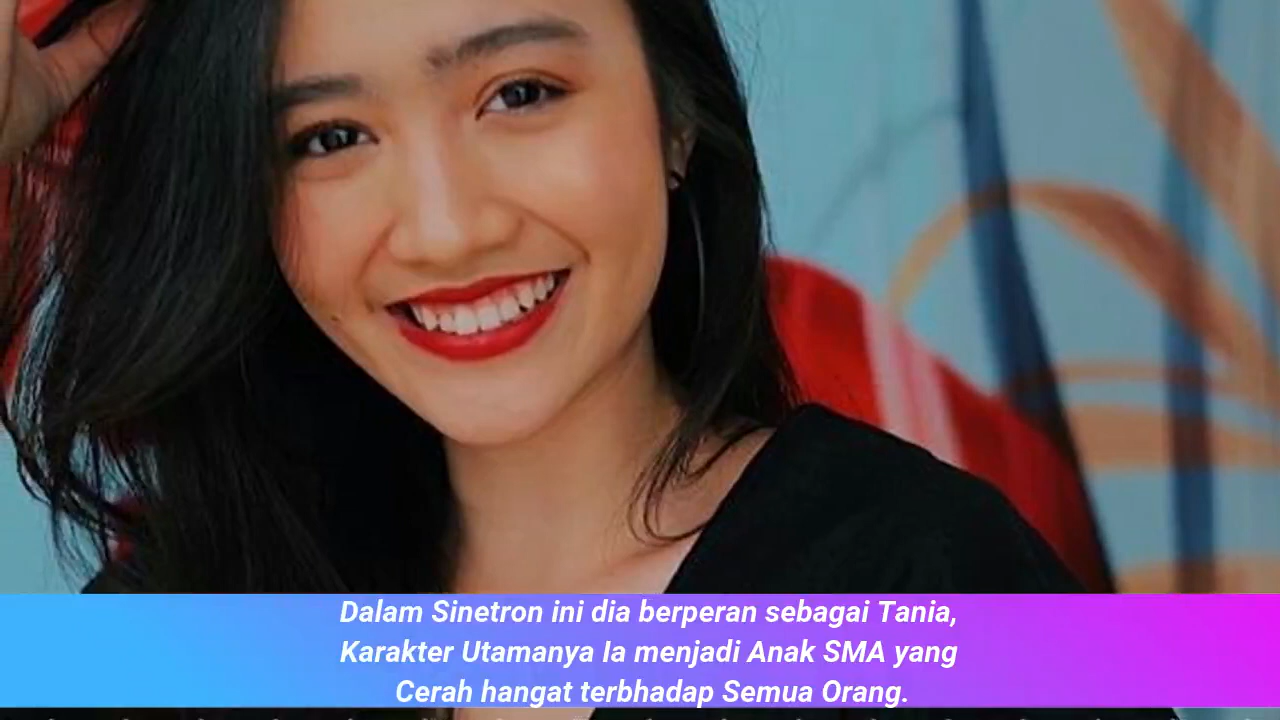 Dalam Sinetron ini dia berperan sebagai Tania,
Karakter Utamanya Ia menjadi Anak SMA yang
Cerah hangat terbhadap Semua Orang.